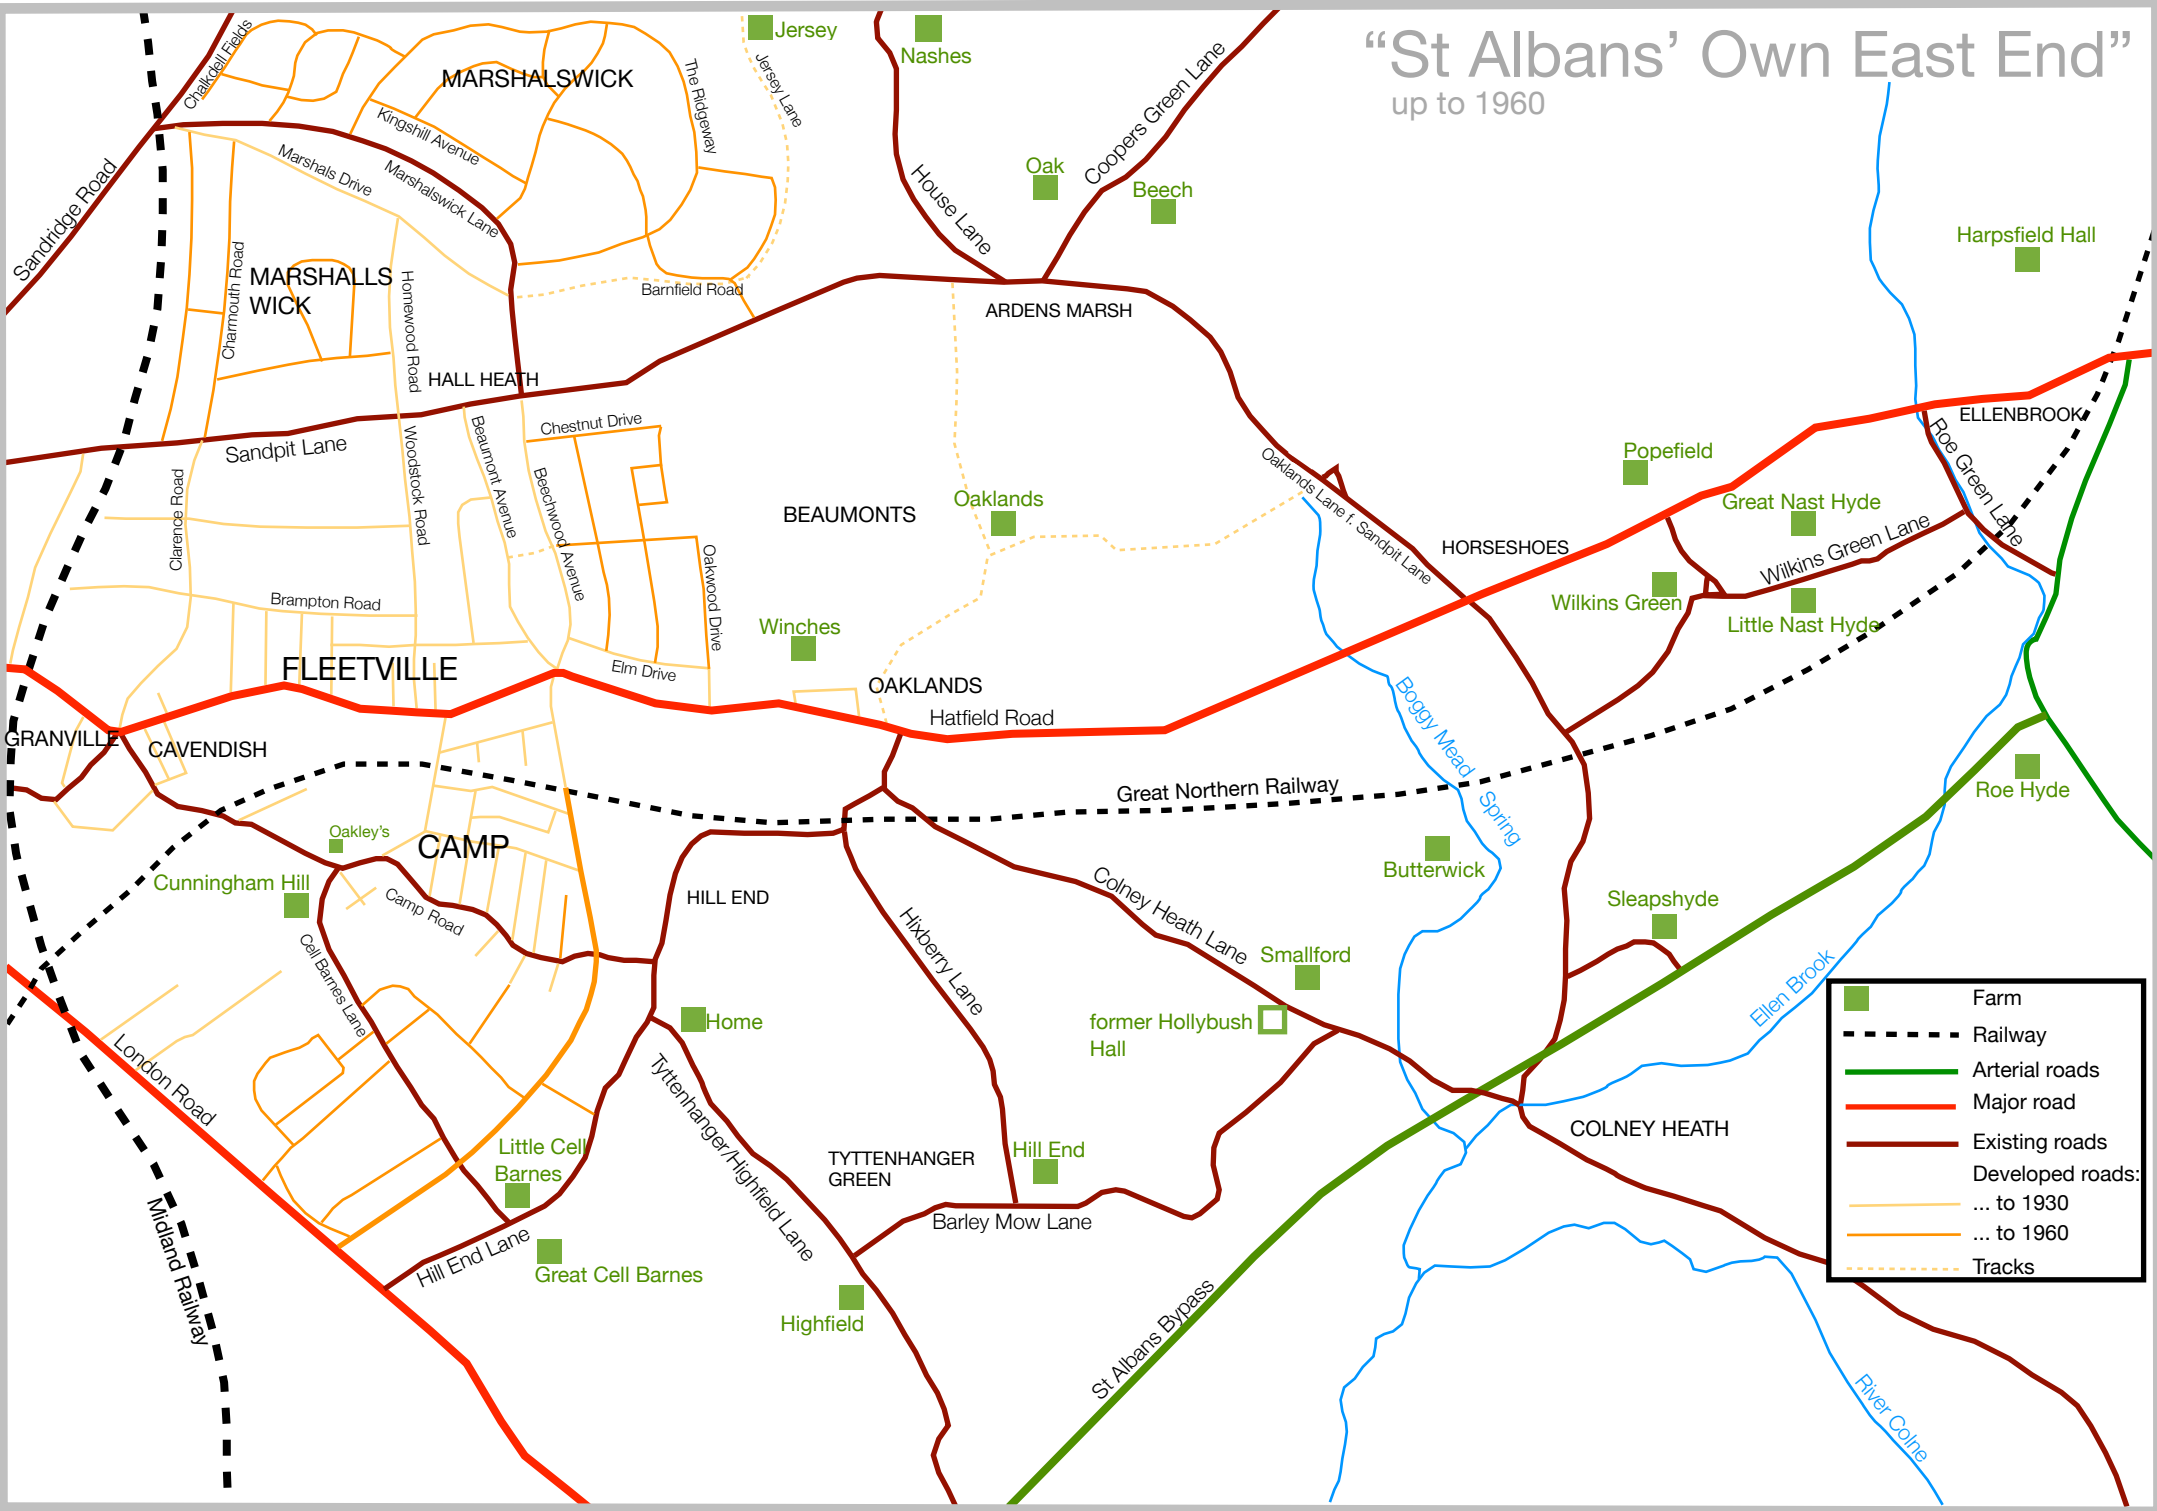 “St Albans’ Own East End”
up to 1960
Chalkdell Fields
MARSHALSWICK
The Ridgeway
Jersey
Jersey Lane
Nashes
Coopers Green Lane
Kingshill Avenue
Marshals Drive
Marshalswick Lane
Sandridge Road
House Lane
Oak
Beech
Harpsfield Hall
MARSHALLS
WICK
Charmouth Road
Homewood Road
Barnfield Road
ARDENS MARSH
HALL HEATH
Sandpit Lane
Chestnut Drive
Clarence Road
Woodstock Road
Beaumont Avenue
Beechwood Avenue
Oakwood Drive
BEAUMONTS
Oaklands
Oaklands Lane f. Sandpit Lane
Popefield
ELLENBROOK
Roe Green Lane
Great Nast Hyde
HORSESHOES
Wilkins Green Lane
Wilkins Green
Little Nast Hyde
Brampton Road
Winches
FLEETVILLE
Elm Drive
OAKLANDS
Hatfield Road
GRANVILLE
CAVENDISH
Boggy Mead
Spring
Great Northern Railway
Roe Hyde
Oakley’s
CAMP
Cunningham Hill
Camp Road
Cell Barnes Lane
HILL END
Hixberry Lane
Colney Heath Lane
Butterwick
Sleapshyde
Smallford
former Hollybush
Hall
Ellen Brook
Home
London Road
Tyttenhanger/Highfield Lane
Little Cell
Barnes
TYTTENHANGER
GREEN
Hill End
COLNEY HEATH
Barley Mow Lane
Midland Railway
Hill End Lane
Great Cell Barnes
Highfield
St Albans Bypass
River Colne
Farm
Railway
Arterial roads
Major road
Existing roads
Developed roads:
... to 1930
... to 1960
Tracks